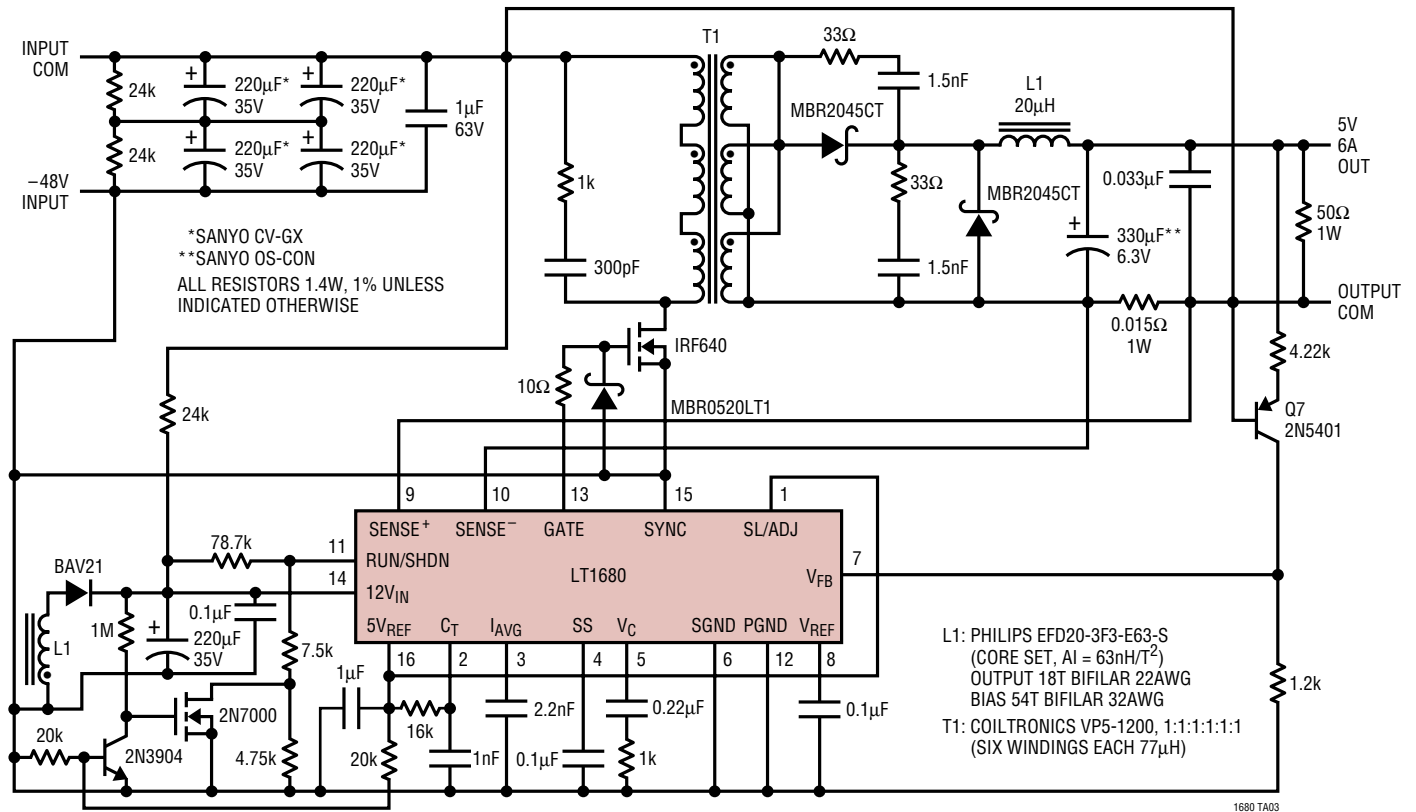 INPUT
COM
24k
24k
–48V
INPUT
+
220µF*
35V
+
220µF*
35V
+
220µF*
35V
+
220µF*
35V
1µF
63V
*SANYO CV-GX
**SANYO OS-CON
ALL RESISTORS 1.4W, 1% UNLESS
INDICATED OTHERWISE
1k
300pF
T1
33Ω
1.5nF
MBR2045CT
33Ω
1.5nF
L1
20µH
MBR2045CT
+
330µF**
6.3V
0.033µF
5V
6A
OUT
50Ω
1W
OUTPUT
COM
0.015Ω
1W
4.22k
Q7
2N5401
IRF640
10Ω
MBR0520LT1
24k
9
10
13
15
1
SENSE+
SENSE–
GATE
SYNC
SL/ADJ
78.7k
11
RUN/SHDN
LT1680
7
VFB
14
12VIN
BAV21
0.1µF
L1
1M
+
220µF
35V
7.5k
5VREF
CT
IAVG
SS
VC
SGND
PGND
VREF
16
2
3
4
5
6
12
8
1µF
2N7000
16k
2.2nF
0.22µF
0.1µF
20k
2N3904
4.75k
20k
1nF
0.1µF
1k
1.2k
L1: PHILIPS EFD20-3F3-E63-S
(CORE SET, Al = 63nH/T2)
OUTPUT 18T BIFILAR 22AWG
BIAS 54T BIFILAR 32AWG
T1: COILTRONICS VP5-1200, 1:1:1:1:1:1
(SIX WINDINGS EACH 77µH)
1680 TA03